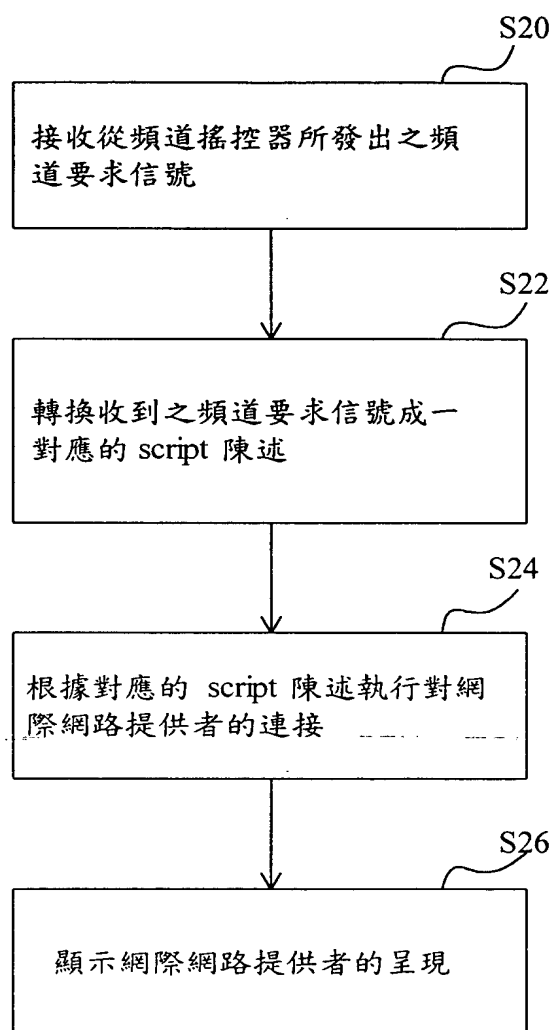 S20
接收從頻道搖控器所發出之頻
道要求信號
S22
轉換收到之頻道要求信號成一
對應的 script 陳述
S24
根據對應的 script 陳述執行對網
際網路提供者的連接
S26
顯示網際網路提供者的呈現